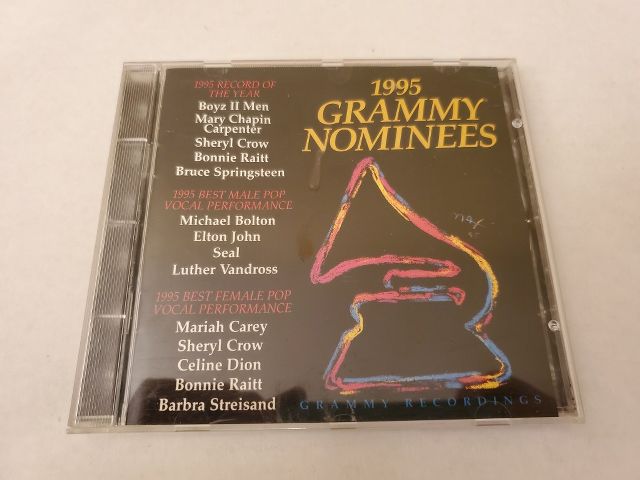 1995 RECORD OF
THE YEAR
Boyz II Men
Mary Chapin
Carpenter
Sheryl Crow
Bonnie Raitt
Bruce Springsteen
1995 BEST MALE POP
VOCAL PERFORMANCE
Michael Bolton
Elton John
Seal
Luther Vandross
1995 BEST FEMALE POP
VOCAL PERFORMANCE
Mariah Carey
Sheryl Crow
Celine Dion
Bonnie Raitt
Barbra Streisand
1995
GRAMMY
NOMINEES
GRAMMY RECORDINGS